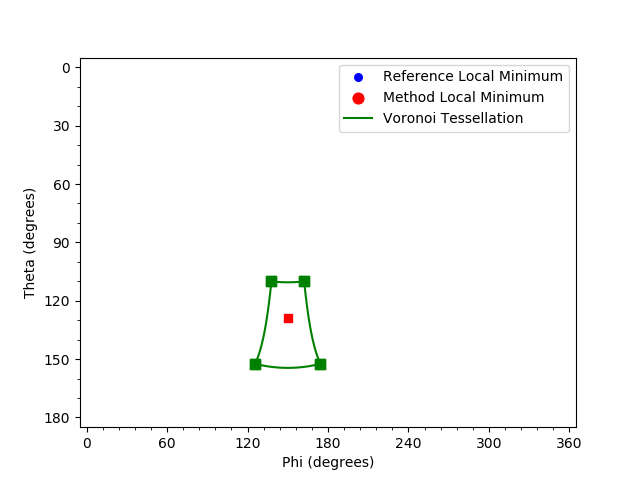 Reference Local Minimum
Method Local Minimum
Voronoi Tessellation
Theta (degrees)
0
30
60
90
120
150
180
0 60 120 180 240 300 360
Phi (degrees)